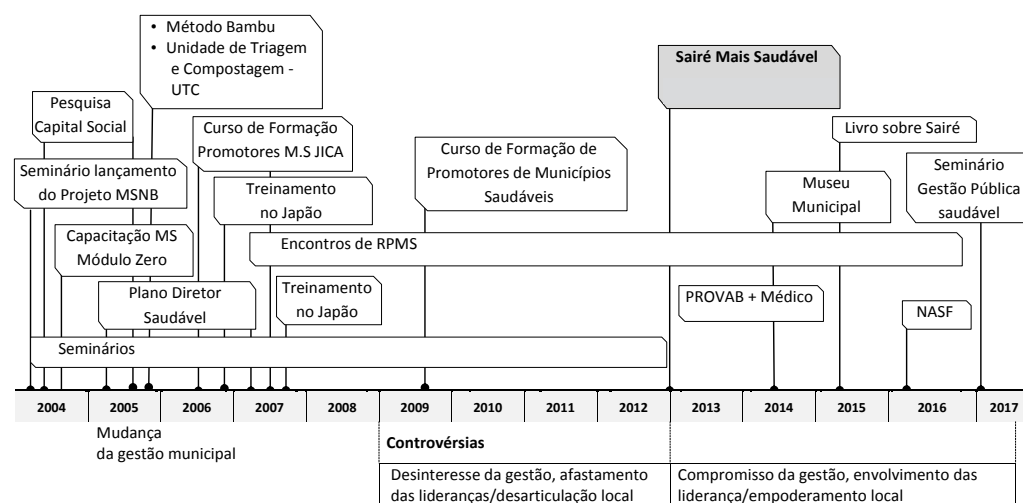 • Método Bambu
• Unidade de Triagem
e Compostagem -
UTC
Sairé Mais Saudável
Pesquisa
Capital Social
Curso de Formação
Promotores M.S JICA
Livro sobre Sairé
Seminário lançamento
do Projeto MSNB
Curso de Formação de
Promotores de Municípios
Saudáveis
Seminário
Gestão Pública
saudável
Treinamento
no Japão
Museu
Municipal
Capacitação MS
Módulo Zero
Encontros de RPMS
Plano Diretor
Saudável
Treinamento
no Japão
PROVAB + Médico
NASF
Seminários
2004 2005 2006 2007 2008 2009 2010 2011 2012 2013 2014 2015 2016 2017
Mudança
da gestão municipal
Controvérsias
Desinteresse da gestão, afastamento
das lideranças/desarticulação local
Compromisso da gestão, envolvimento das
liderança/empoderamento local